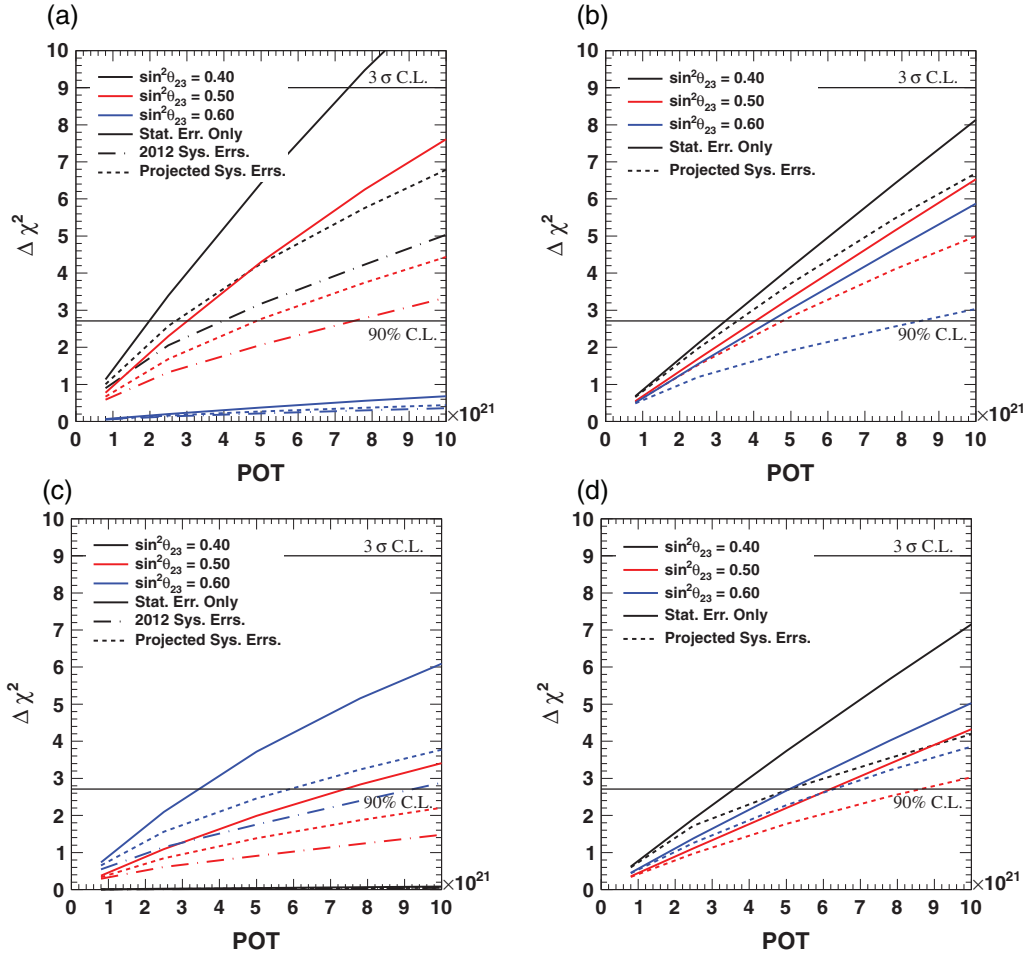 (a)
10
9
8
7
6
5
4
3
2
1
0
Δ χ²
sin²θ₂₃ = 0.40
sin²θ₂₃ = 0.50
sin²θ₂₃ = 0.60
Stat. Err. Only
2012 Sys. Errs.
Projected Sys. Errs.
3 σ C.L.
90% C.L.
0 1 2 3 4 5 6 7 8 9 10
×10²¹
POT
(b)
10
9
8
7
6
5
4
3
2
1
0
Δ χ²
sin²θ₂₃ = 0.40
sin²θ₂₃ = 0.50
sin²θ₂₃ = 0.60
Stat. Err. Only
Projected Sys. Errs.
3 σ C.L.
90% C.L.
0 1 2 3 4 5 6 7 8 9 10
×10²¹
POT
(c)
10
9
8
7
6
5
4
3
2
1
0
Δ χ²
sin²θ₂₃ = 0.40
sin²θ₂₃ = 0.50
sin²θ₂₃ = 0.60
Stat. Err. Only
2012 Sys. Errs.
Projected Sys. Errs.
3 σ C.L.
90% C.L.
0 1 2 3 4 5 6 7 8 9 10
×10²¹
POT
(d)
10
9
8
7
6
5
4
3
2
1
0
Δ χ²
sin²θ₂₃ = 0.40
sin²θ₂₃ = 0.50
sin²θ₂₃ = 0.60
Stat. Err. Only
Projected Sys. Errs.
3 σ C.L.
90% C.L.
0 1 2 3 4 5 6 7 8 9 10
×10²¹
POT